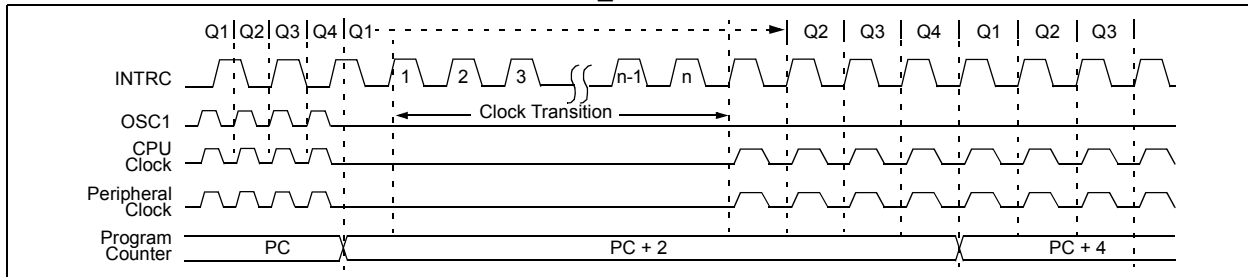 Q1 Q2 Q3 Q4 Q1 Q2 Q3 Q4 Q1 Q2 Q3
INTRC 1 2 3 n-1 n
Clock Transition
OSC1
CPU
Clock
Peripheral
Clock
Program
Counter PC PC + 2 PC + 4